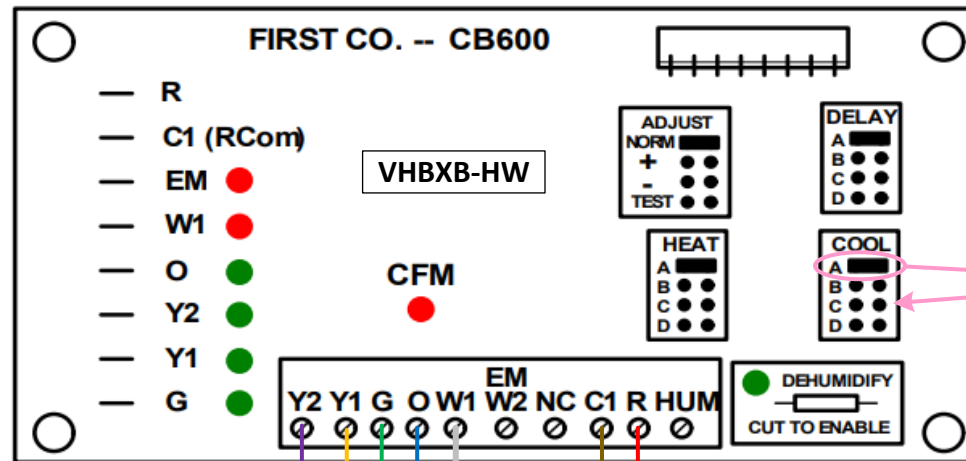 FIRST CO. -- CB600
R
C1 (RCom)
EM
W1
O
Y2
Y1
G
VHBXB-HW
CFM
ADJUST
NORM
+
-
TEST
DELAY
A
B
C
D
HEAT
A
B
C
D
COOL
A
B
C
D
EM
Y2 Y1 G O W1 W2 NC C1 R HUM
DEHUMIDIFY
CUT TO ENABLE